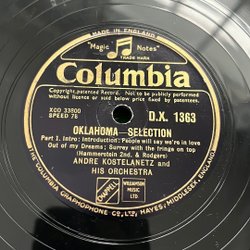 MADE IN ENGLAND
"Magic Notes"
TRADE MARK
Columbia
Copyright, patented. Records not to be publicly performed
without licence or sold below price fixed by patentees.
XCO 33800
SPEED 78
D.X. 1363
OKLAHOMA—SELECTION
Part 1. Intro: Introduction; People will say we're in love
Out of my Dreams; Surrey with the fringe on top
(Hammerstein 2nd. & Rodgers)
ANDRE KOSTELANETZ and
HIS ORCHESTRA
CHAPPELL
WILLIAMSON
MUSIC
LTD
COLUMBIA GRAPHOPHONE CO., LTD., HAYES, MIDDLESEX, ENGLAND